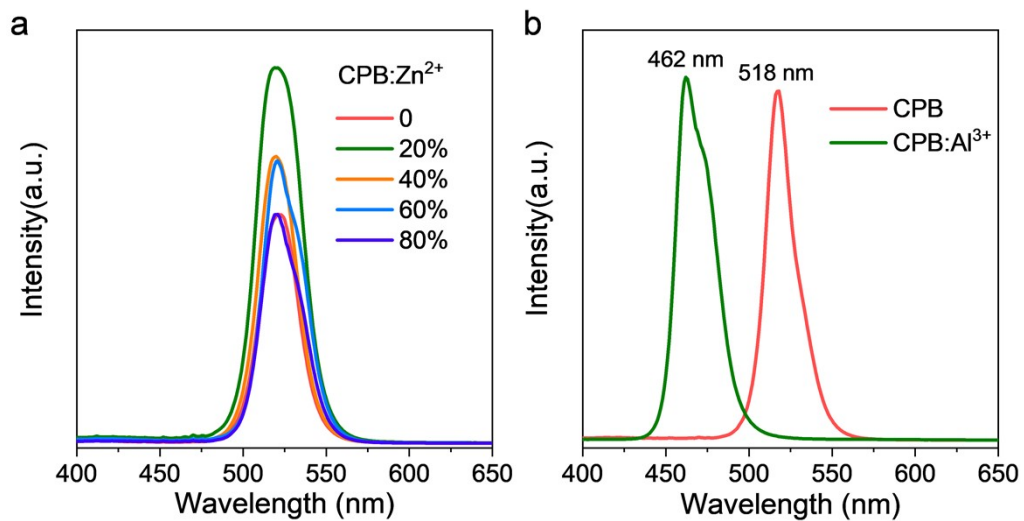 a
CPB:Zn²⁺
0
20%
40%
60%
80%
Intensity(a.u.)
400 450 500 550 600 650
Wavelength (nm)
b
462 nm
518 nm
CPB
CPB:Al³⁺
Intensity(a.u.)
400 450 500 550 600 650
Wavelength (nm)